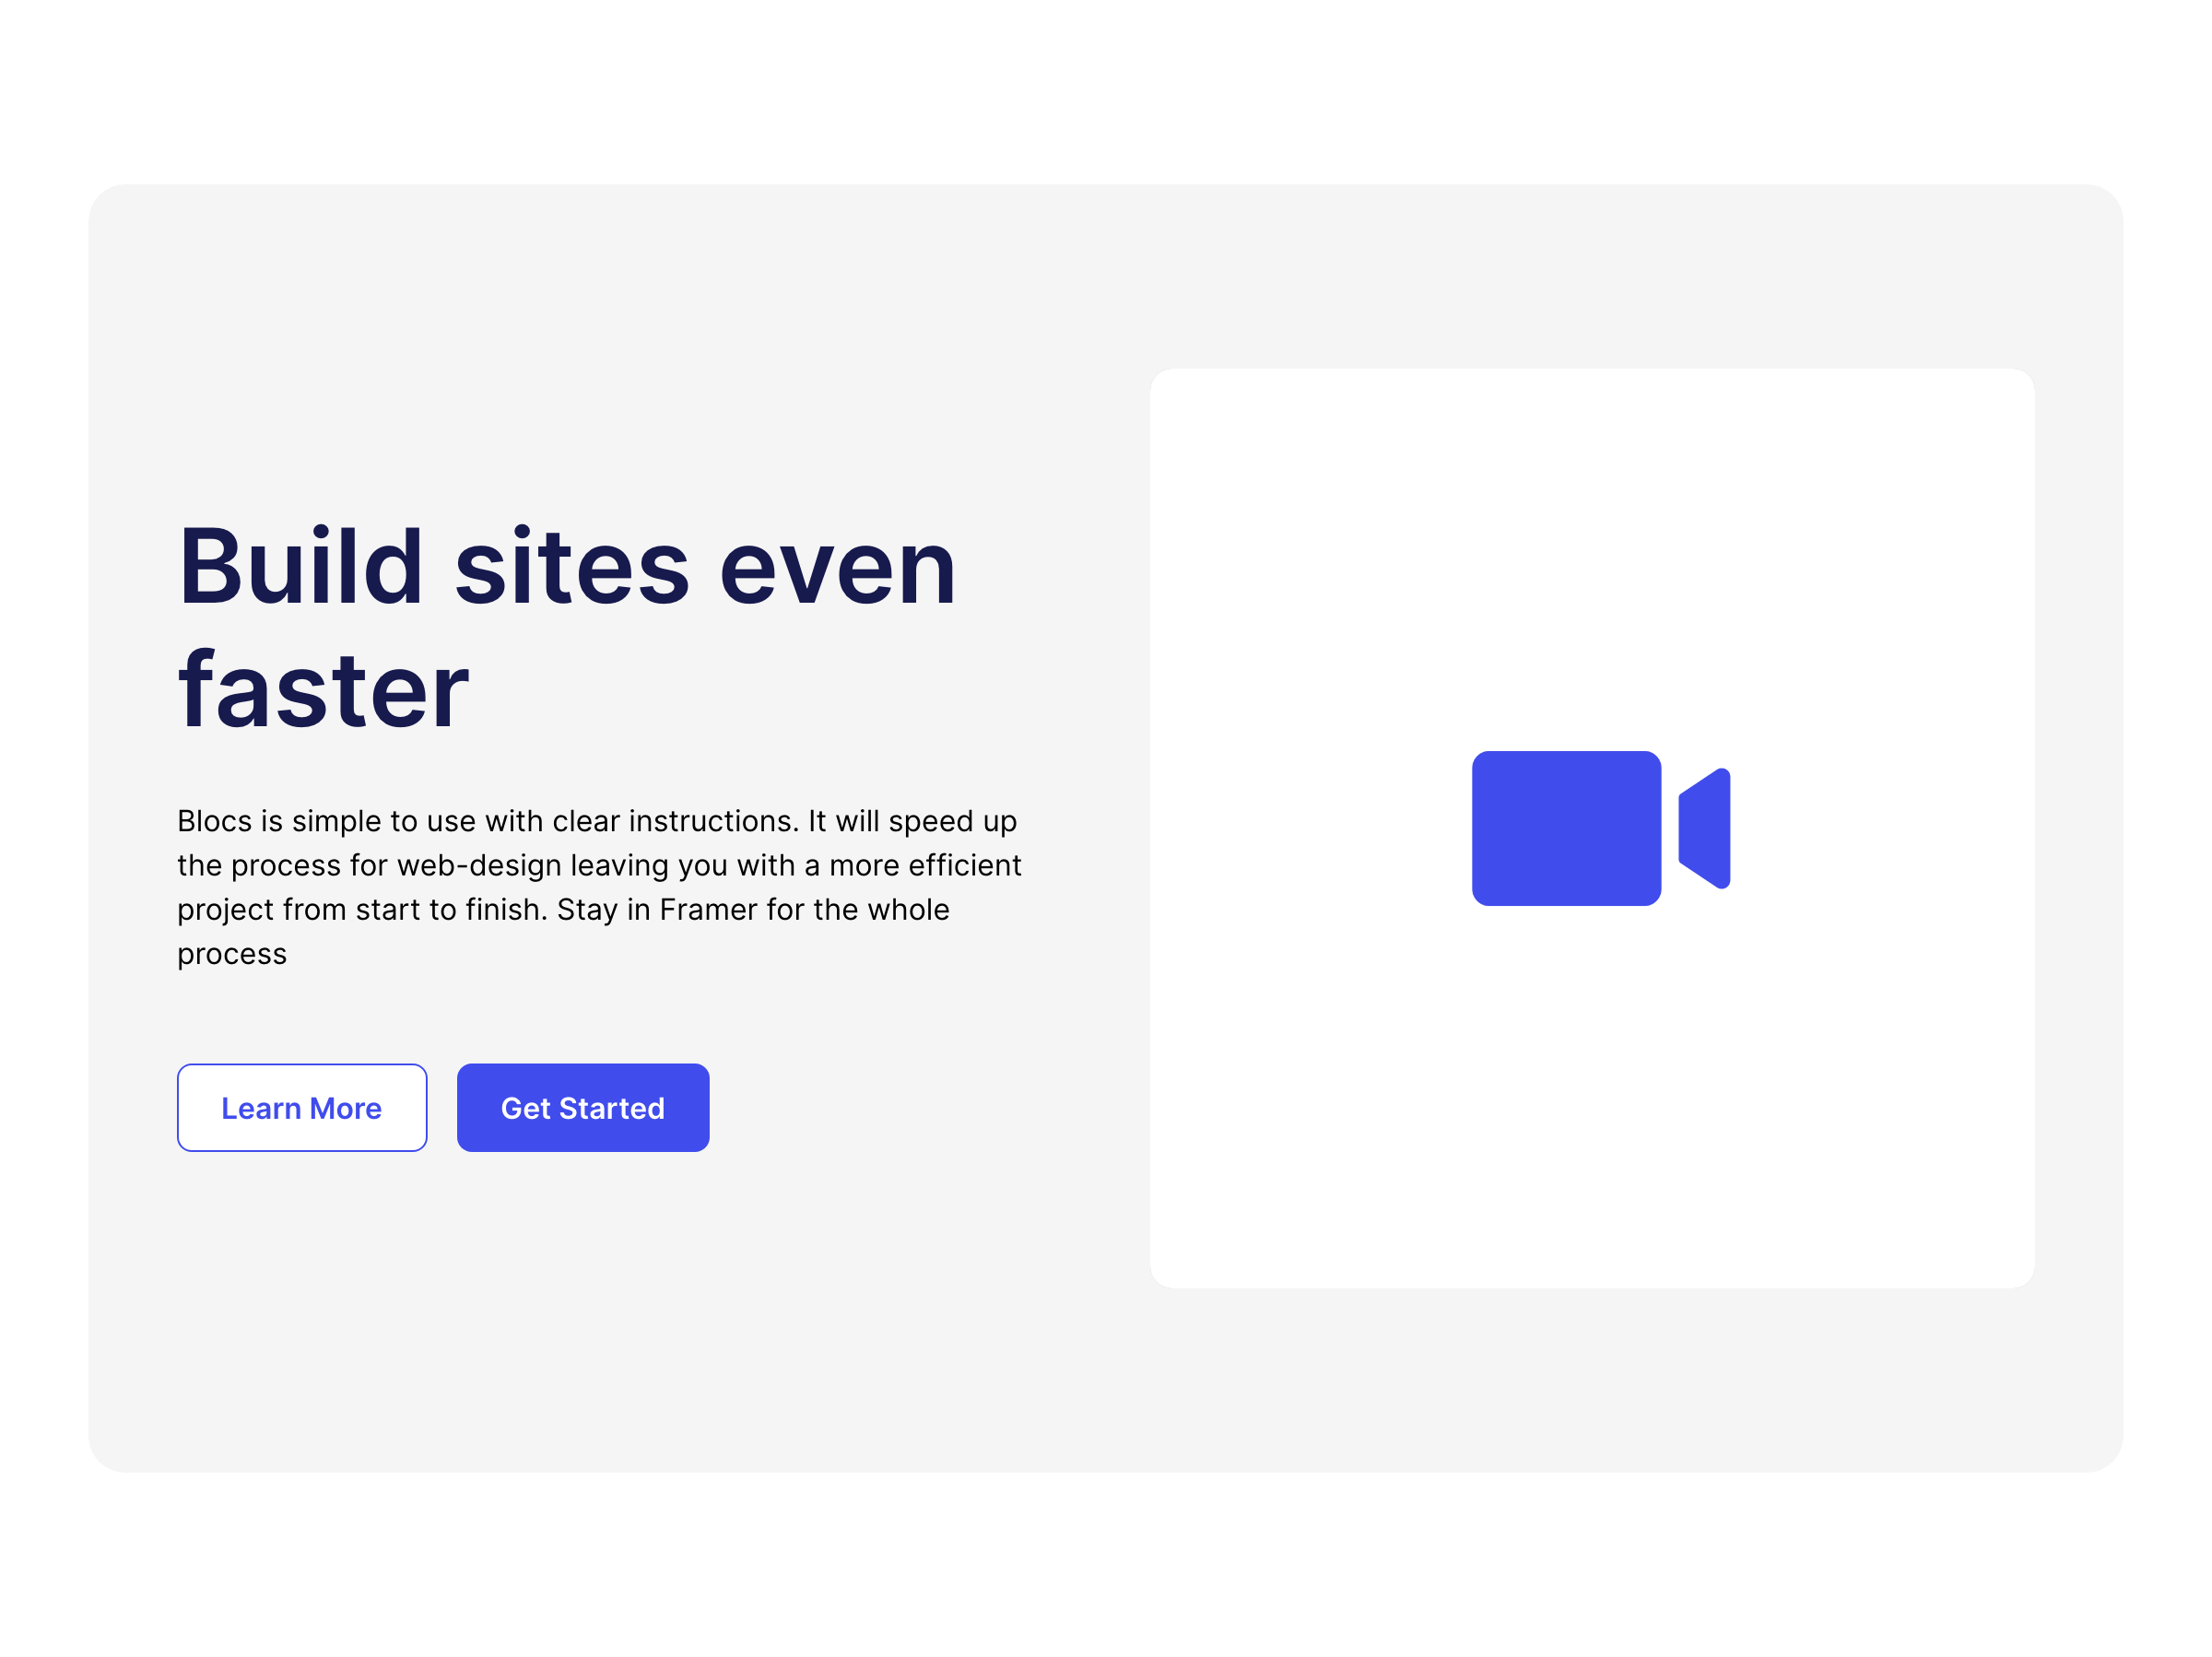 Build sites even
faster
Blocs is simple to use with clear instructions. It will speed up
the process for web-design leaving you with a more efficient
project from start to finish. Stay in Framer for the whole
process
Learn More
Get Started